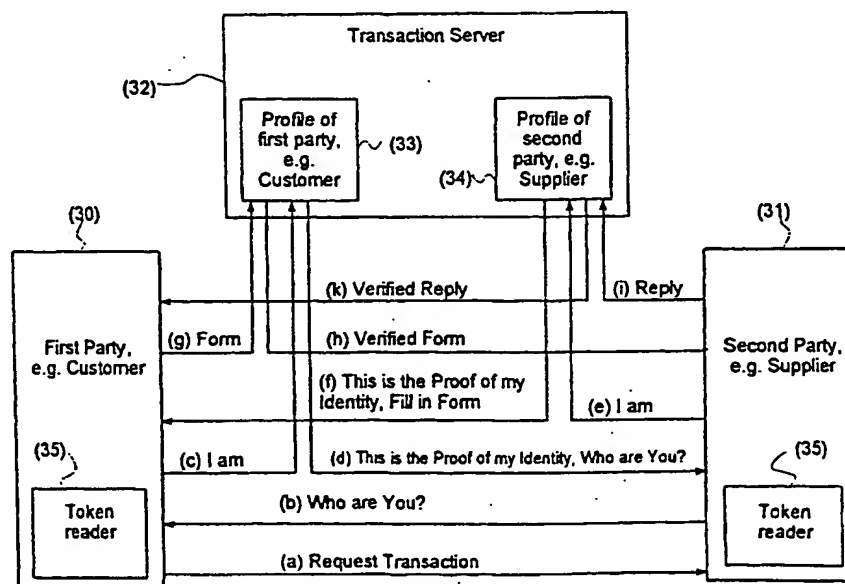 Transaction Server
(32)
Profile of
first party,
e.g.
Customer
(33)
Profile of
second
party, e.g.
Supplier
(34)
(30)
(31)
(k) Verified Reply
(i) Reply
(g) Form
(h) Verified Form
First Party,
e.g. Customer
Second Party,
e.g. Supplier
(f) This is the Proof of my
Identity, Fill in Form
(e) I am
(c) I am
(d) This is the Proof of my Identity, Who are You?
(35)
(35)
(b) Who are You?
Token
reader
Token
reader
(a) Request Transaction